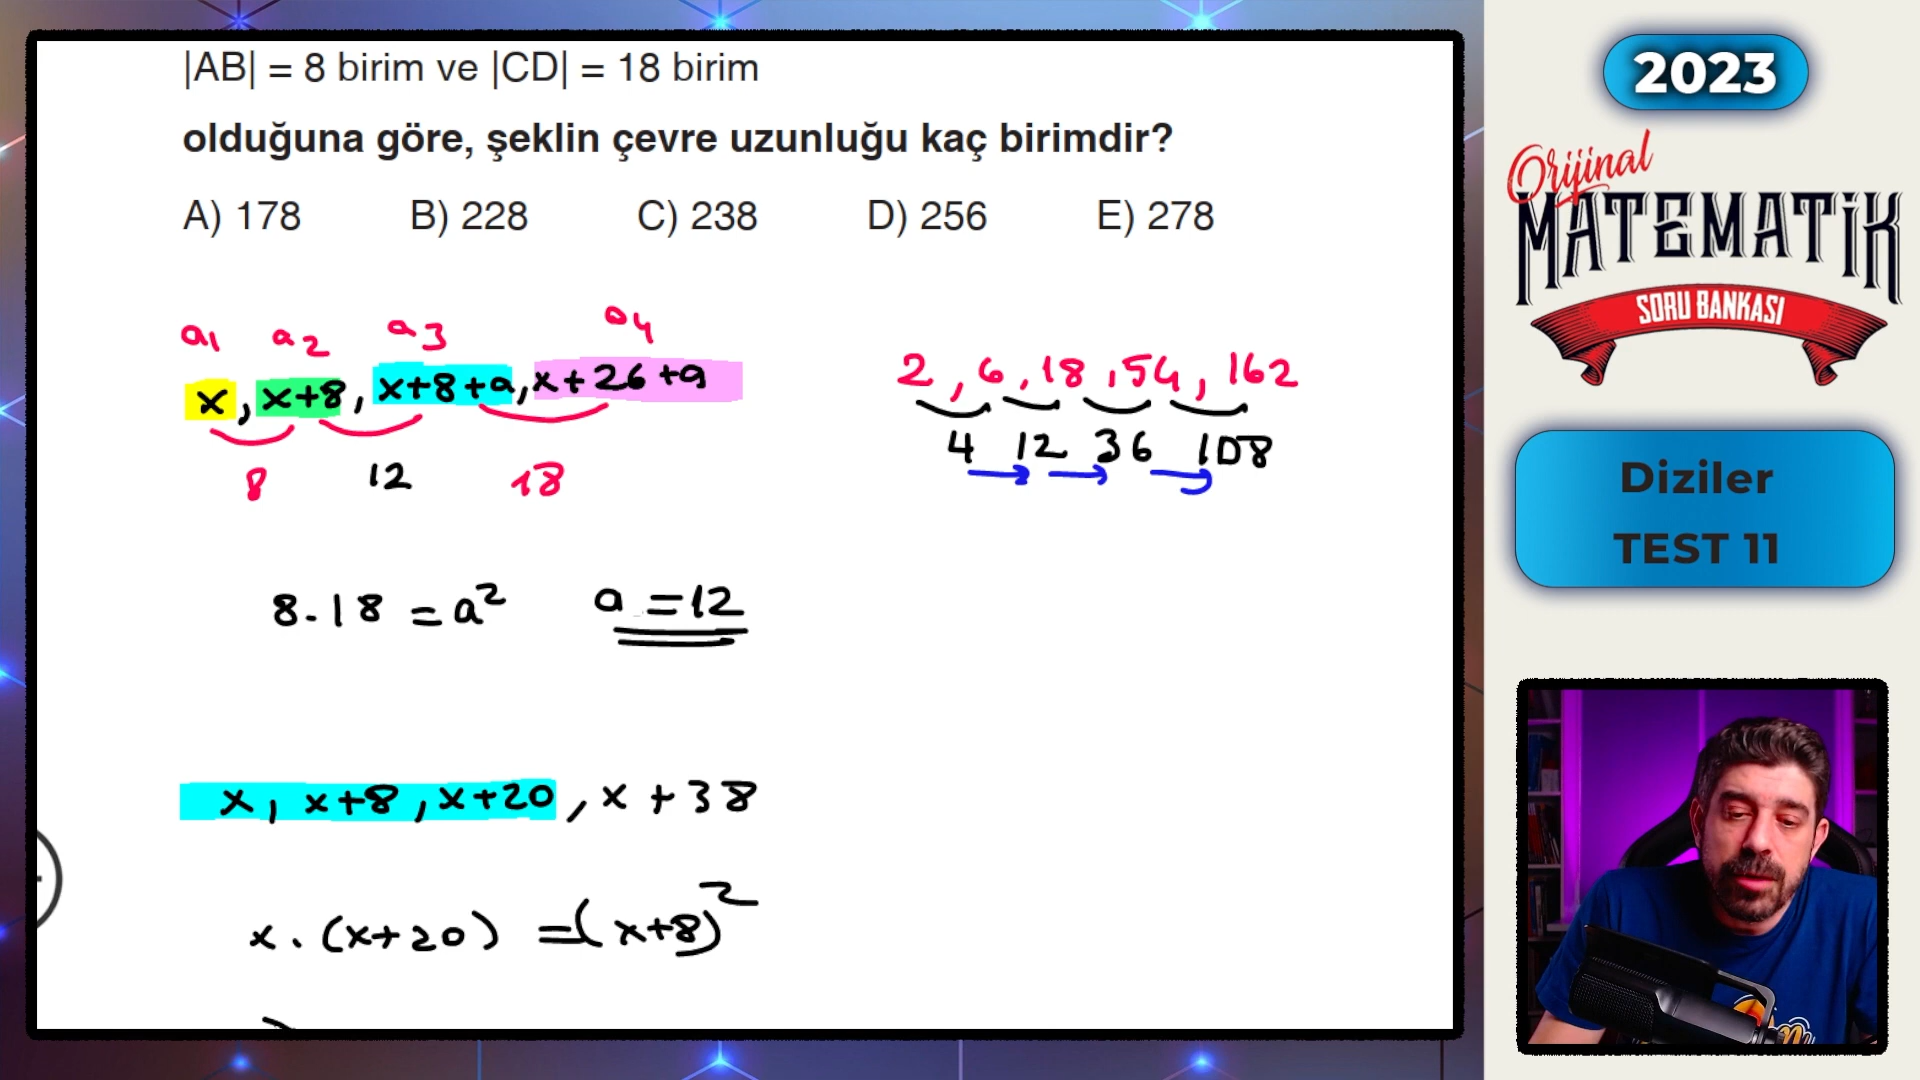 |AB| = 8 birim ve |CD| = 18 birim
olduğuna göre, şeklin çevre uzunluğu kaç birimdir?
A) 178 B) 228 C) 238 D) 256 E) 278
a1 a2 a3 a4
x, x+8, x+8+a, x+26+a
8 12 18
2, 6, 18, 54, 162
4 12 36 108
8.18 = a² a = 12
x, x+8, x+20, x+38
x.(x+20) = (x+8)²
2023
Orijinal
MATEMATİK
SORU BANKASI
Diziler
TEST 11